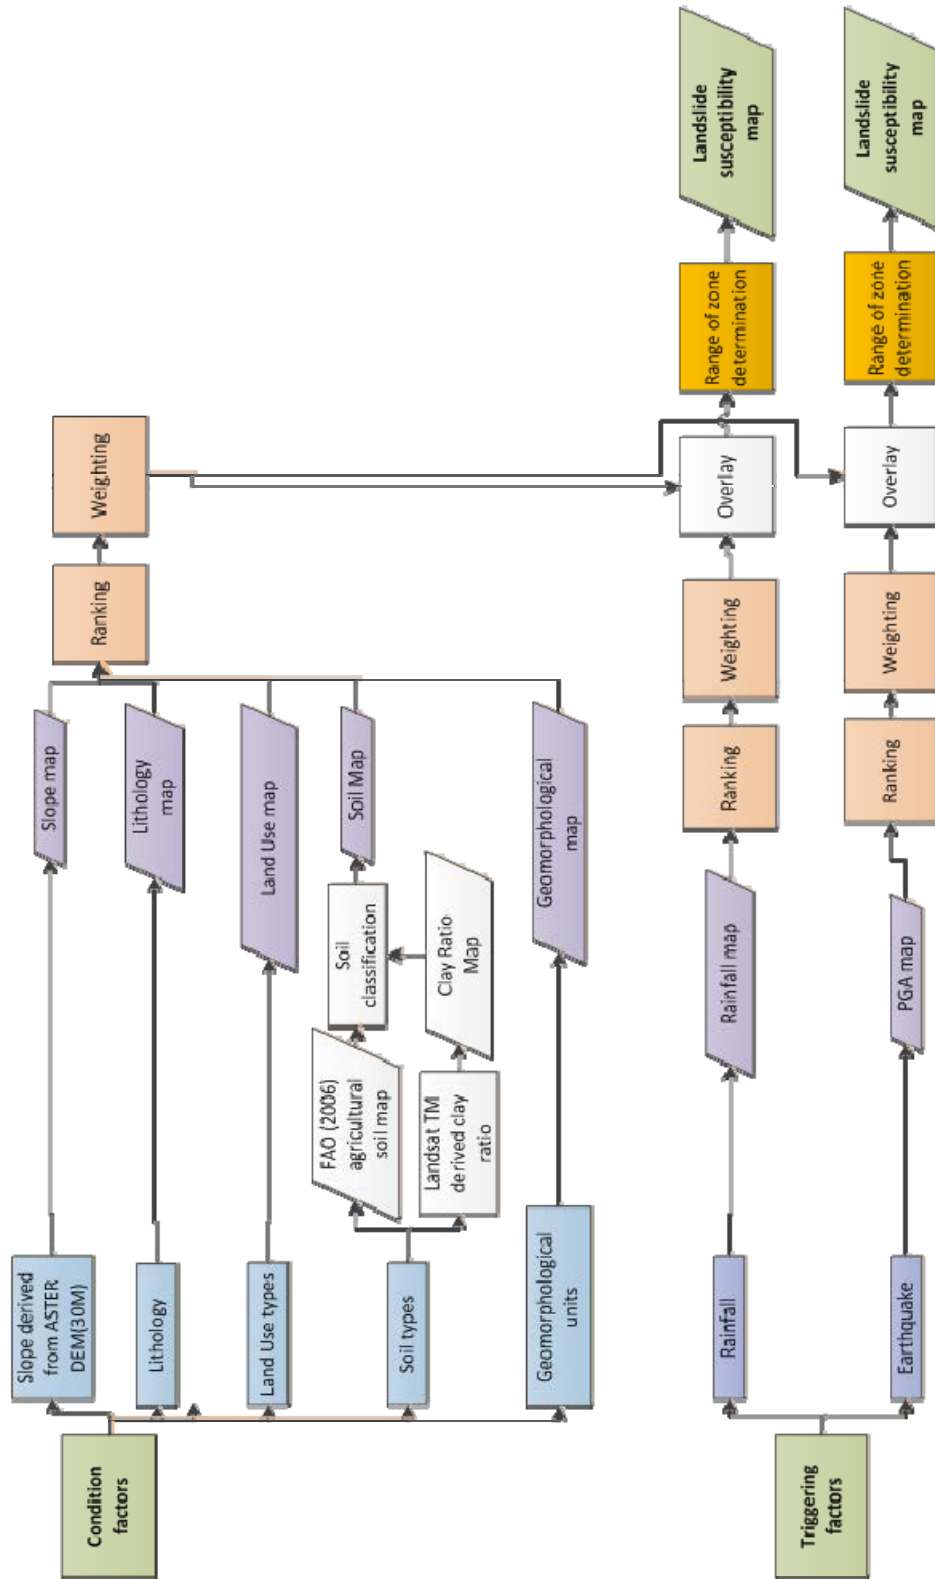 Condition
factors
Slope derived
from ASTER
DEM(30M)
Lithology
Land Use types
Soil types
Geomorphological
units
FAO (2006)
agricultural
soil map
Landsat TM
derived clay
ratio
Soil
classification
Clay Ratio
Map
Slope map
Lithology
map
Land Use map
Soil Map
Geomorphological
map
Ranking
Weighting
Triggering
factors
Rainfall
Earthquake
Rainfall map
PGA map
Ranking
Ranking
Weighting
Weighting
Overlay
Overlay
Range of zone
determination
Range of zone
determination
Landslide
susceptibility
map
Landslide
susceptibility
map